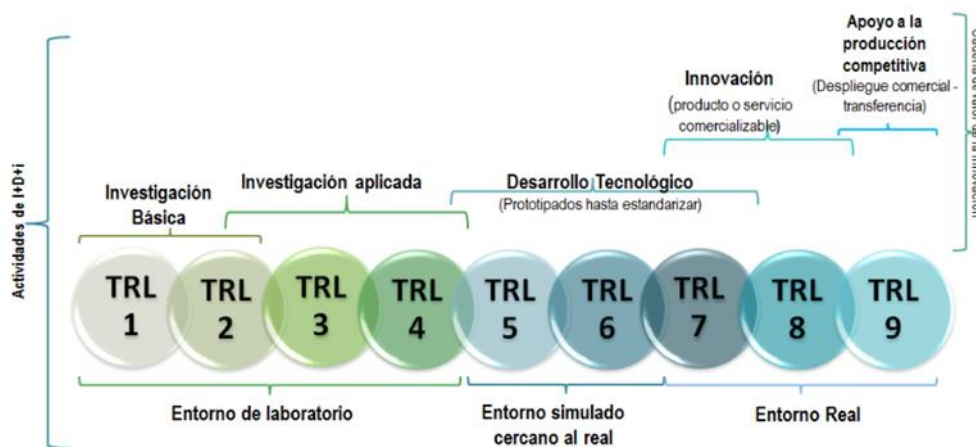 Apoyo a la
producción
competitiva
(Despliegue comercial -
transferencia)
Innovación
(producto o servicio
comercializable)
Investigación aplicada
Desarrollo Tecnológico
(Prototipados hasta estandarizar)
Investigación
Básica
Actividades de I+D+i
TRL
1
TRL
2
TRL
3
TRL
4
TRL
5
TRL
6
TRL
7
TRL
8
TRL
9
Entorno de laboratorio
Entorno simulado
cercano al real
Entorno Real